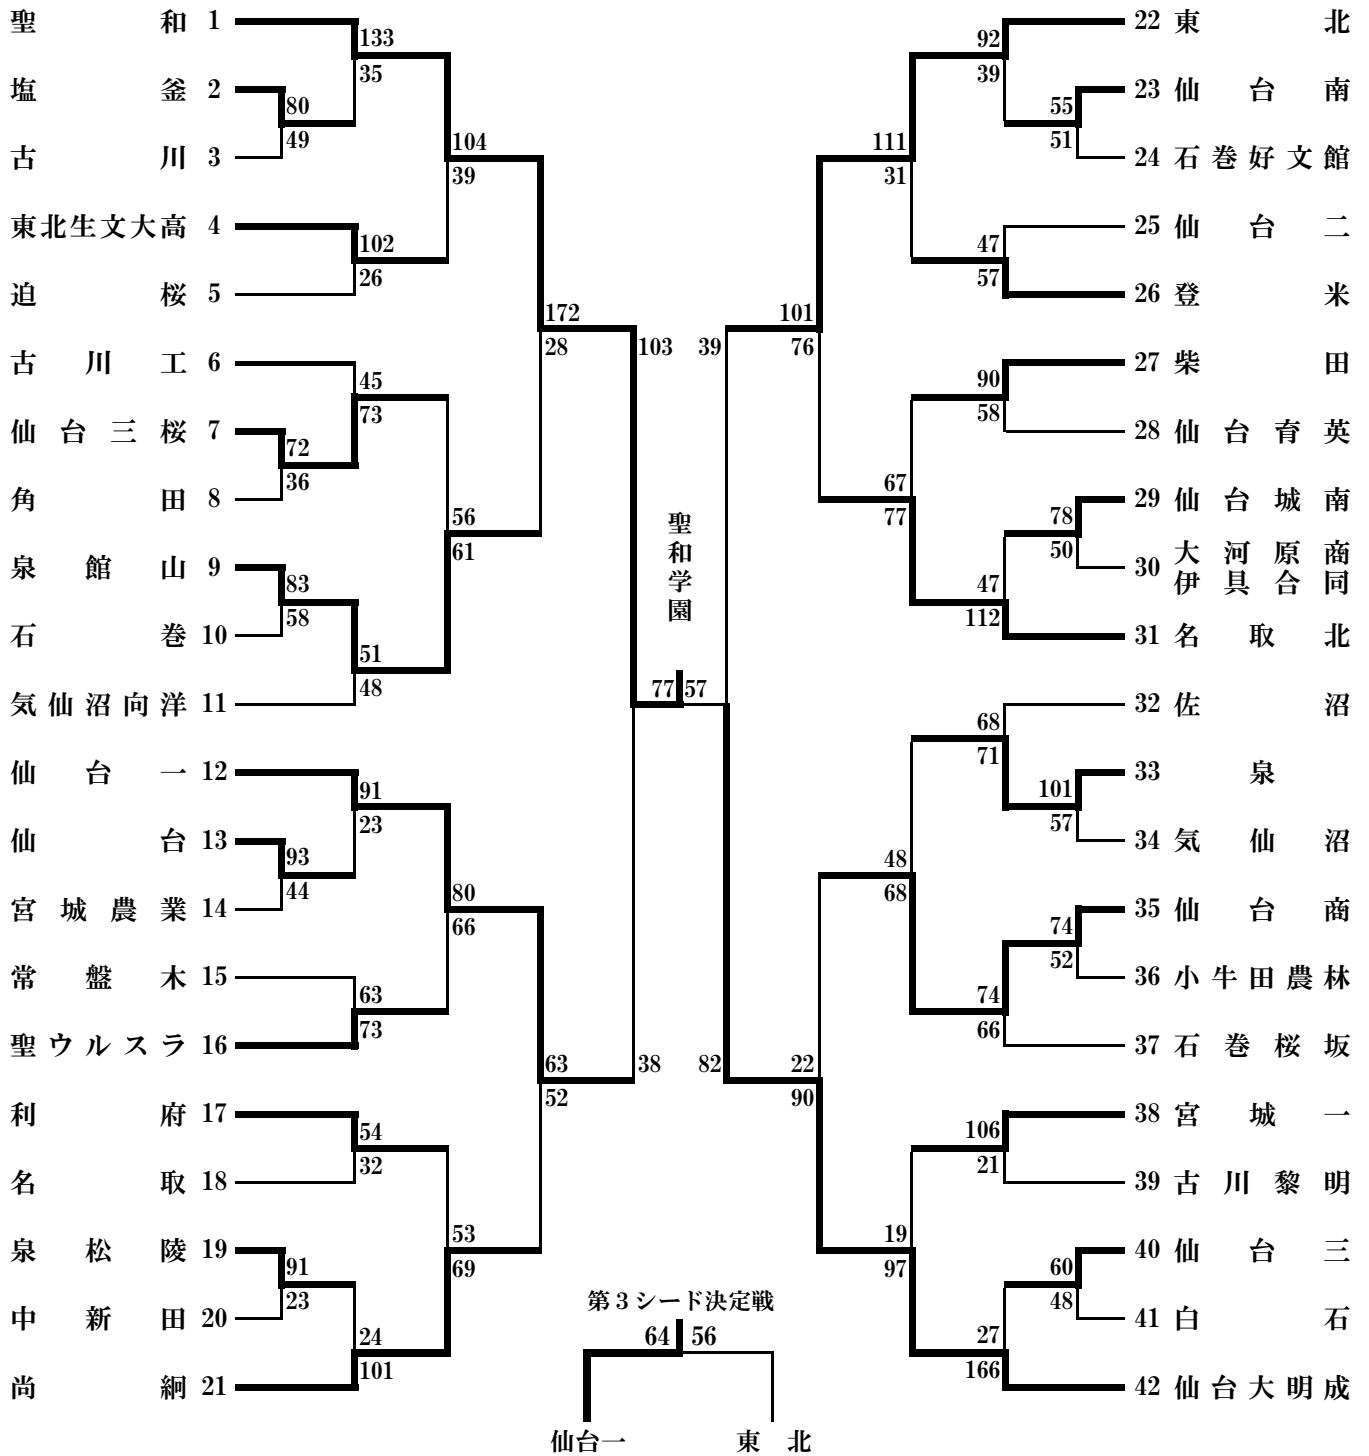 聖和 1
133
35
塩釜 2
80
49
古川 3
104
39
東北生文大高 4
102
26
迫桜 5
172
28
古川工 6
45
73
仙台三桜 7
72
36
角田 8
56
61
泉館山 9
83
58
石巻 10
51
48
気仙沼向洋 11
仙台一 12
91
23
仙台 13
93
44
宮城農業 14
80
66
常盤木 15
63
73
聖ウルスラ 16
63
52
利府 17
54
32
名取 18
53
69
泉松陵 19
91
23
中新田 20
24
101
尚絅 21
103 39
聖和学園
77 57
38 82
第3シード決定戦
64 56
仙台一 東北
22 東北
92
39
23 仙台南
55
51
24 石巻好文館
111
31
25 仙台二
47
57
26 登米
101
76
27 柴田
90
58
28 仙台育英
67
77
29 仙台城南
78
50
30 大河原商
伊具合同
47
112
31 名取北
32 佐沼
68
71
33 泉
101
57
34 気仙沼
48
68
35 仙台商
74
52
36 小牛田農林
74
66
37 石巻桜坂
22
90
38 宮城一
106
21
39 古川黎明
19
97
40 仙台三
60
48
41 白石
27
166
42 仙台大明成